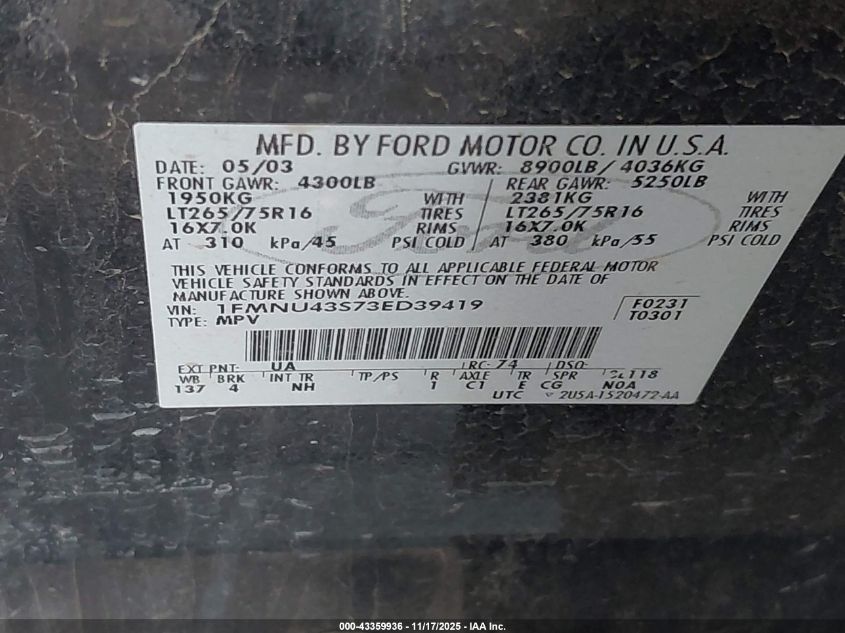 MFD. BY FORD MOTOR CO. IN U.S.A.
DATE: 05/03 GVWR: 8900LB/ 4036KG
FRONT GAWR: 4300LB REAR GAWR: 5250LB
1950KG WITH 2381KG WITH
LT265/75R16 TIRES LT265/75R16 TIRES
16X7.0K RIMS 16X7.0K RIMS
AT 310 kPa/45 PSI COLD AT 380 kPa/55 PSI COLD
Ford
THIS VEHICLE CONFORMS TO ALL APPLICABLE FEDERAL MOTOR
VEHICLE SAFETY STANDARDS IN EFFECT ON THE DATE OF
MANUFACTURE SHOWN ABOVE.
VIN: 1FMNU43S73ED39419 F0231
TYPE: MPV T0301
EXT PNT: UA RC: 74 DSO:
WB BRK INT TR TP/PS R AXLE TR SPR
137 4 NH 1 C1 E CG N0A
UTC 2U5A-1520472-AA
000-43359936 - 11/17/2025 - IAA Inc.